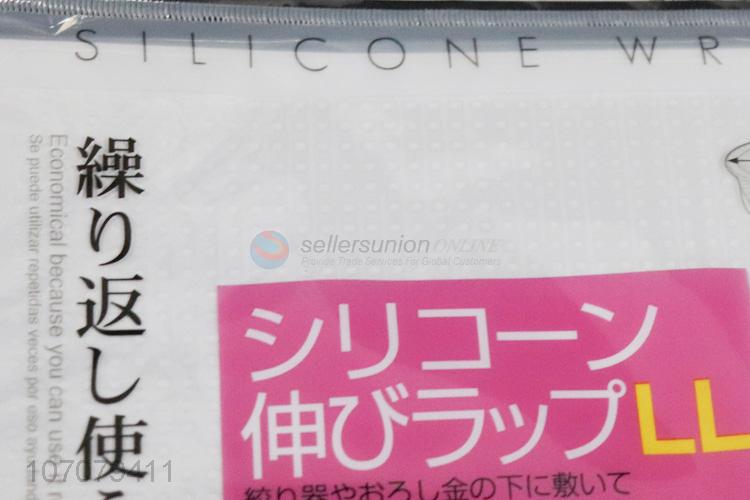 SILICONE WR
繰り返し使
Economical because you can use
Se puede utilizar repetidas veces por eso
sellersunion ONLINE
Provide Trade Services For Global Customers
シリコーン
伸びラップLL
絞り器やおろし金の下に敷いて
107079411